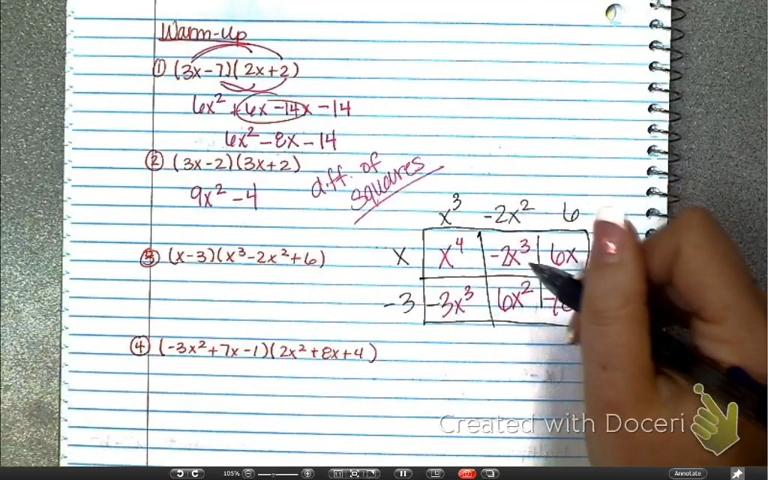 Warm-Up
① (3x-7)(2x+2)
6x² +6x -14x -14
6x² -8x -14
② (3x-2)(3x+2)
9x² -4
diff. of
squares
x³ -2x² 6
③ (x-3)(x³-2x²+6)
x x⁴ -2x³ 6x
-3 -3x³ 6x²
④ (-3x²+7x-1)(2x²+8x+4)
Created with Doceri
105%
Annotate